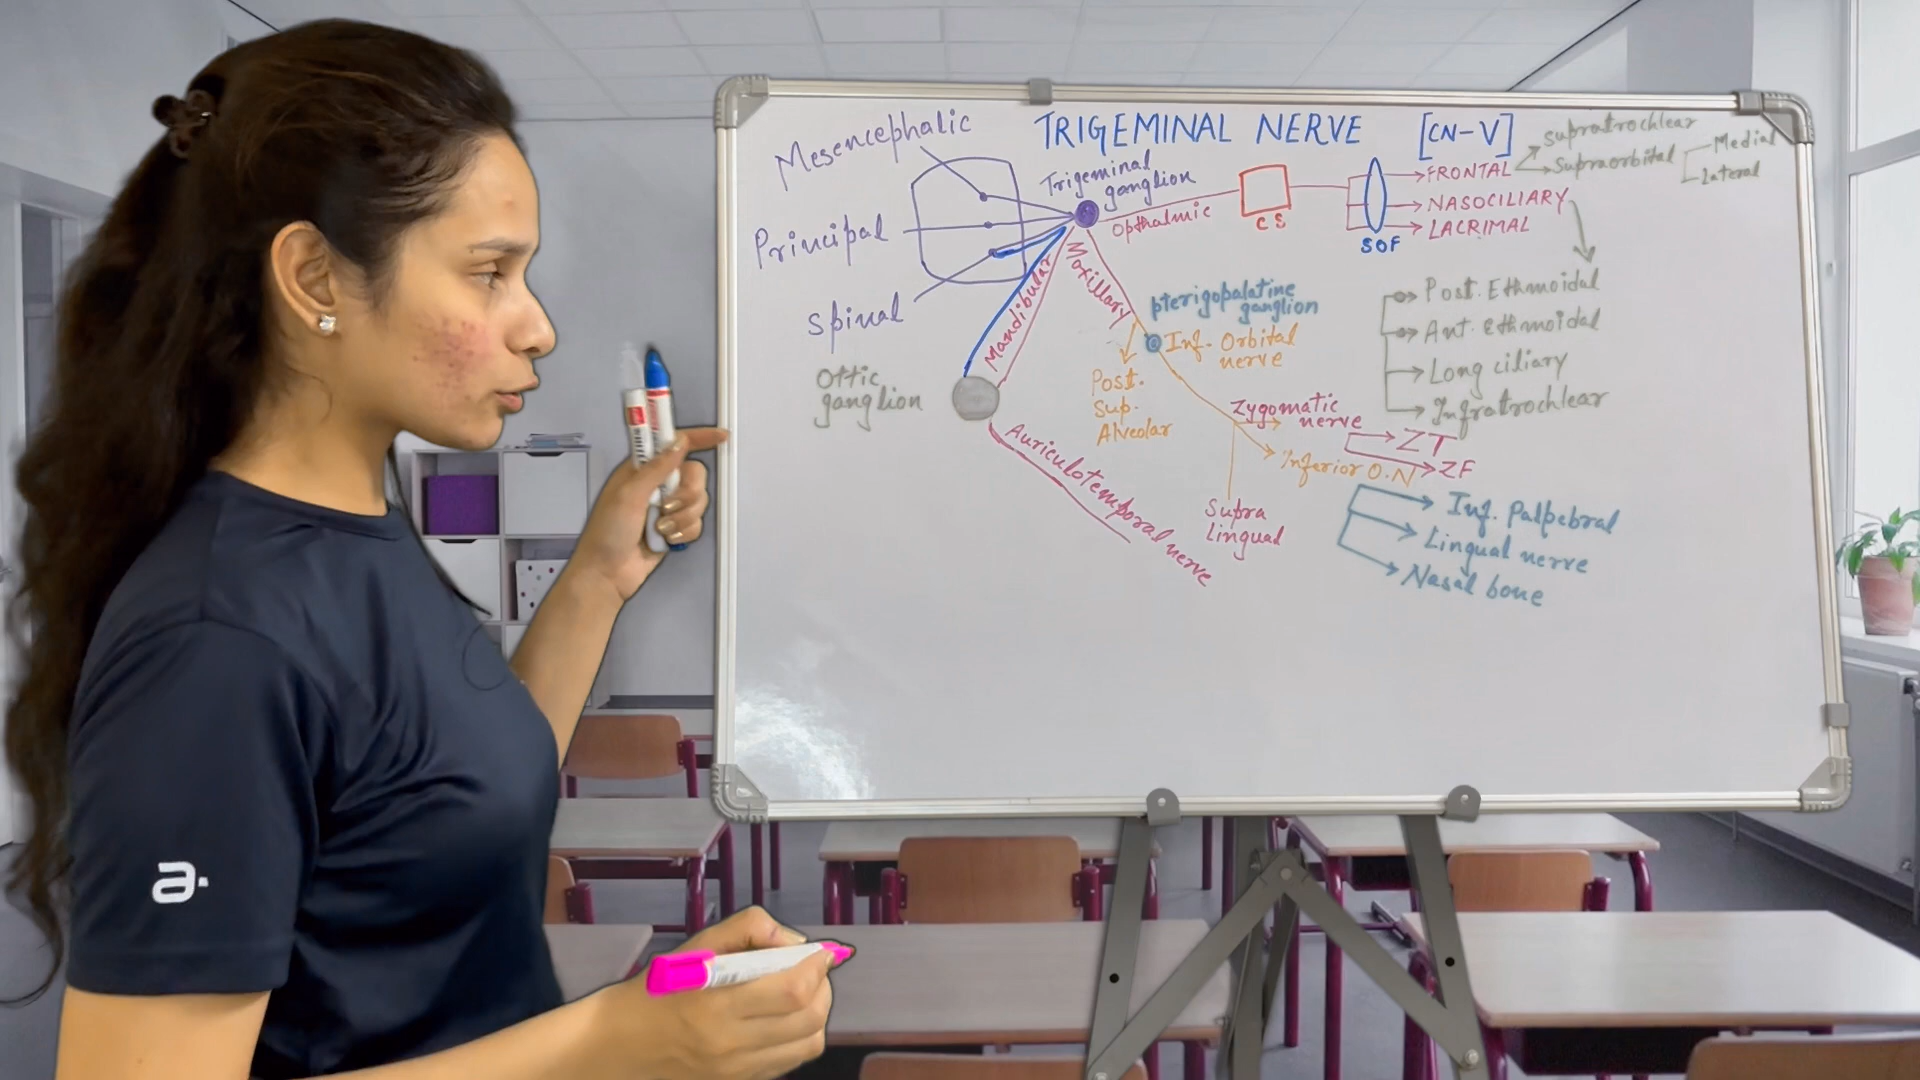 TRIGEMINAL NERVE [CN-V]
Mesencephalic
Principal
Spinal
Trigeminal
ganglion
Opthalmic
CS
SOF
FRONTAL
NASOCILIARY
LACRIMAL
supratrochlear
Supraorbital
Medial
Lateral
Post. Ethmoidal
Ant. Ethmoidal
Long ciliary
Infratrochlear
Mandibular
Maxillary
pterigopalatine
ganglion
Inf. Orbital
nerve
Post.
Sup.
Alveolar
Zygomatic
nerve
ZT
ZF
Inferior O.N
Supra
lingual
Inf. Palpebral
Lingual nerve
Nasal bone
Ottic
ganglion
Auriculotemporal nerve
a.